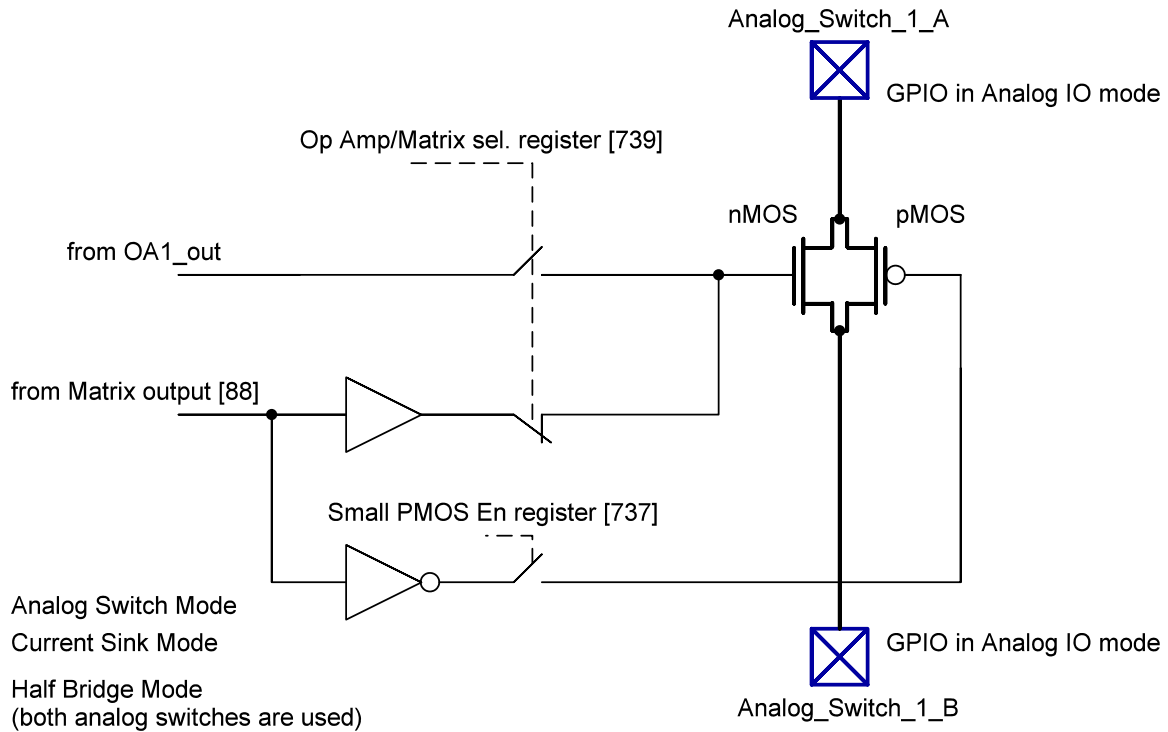 Analog_Switch_1_A
GPIO in Analog IO mode
Op Amp/Matrix sel. register [739]
nMOS
pMOS
from OA1_out
from Matrix output [88]
Small PMOS En register [737]
Analog Switch Mode
Current Sink Mode
GPIO in Analog IO mode
Half Bridge Mode
(both analog switches are used)
Analog_Switch_1_B